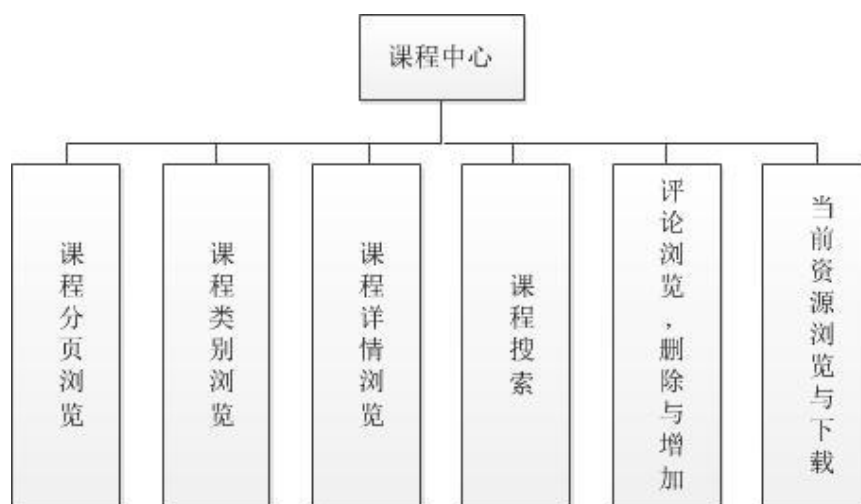 课程中心
课程分页浏览
课程类别浏览
课程详情浏览
课程搜索
评论浏览，删除与增加
当前资源浏览与下载